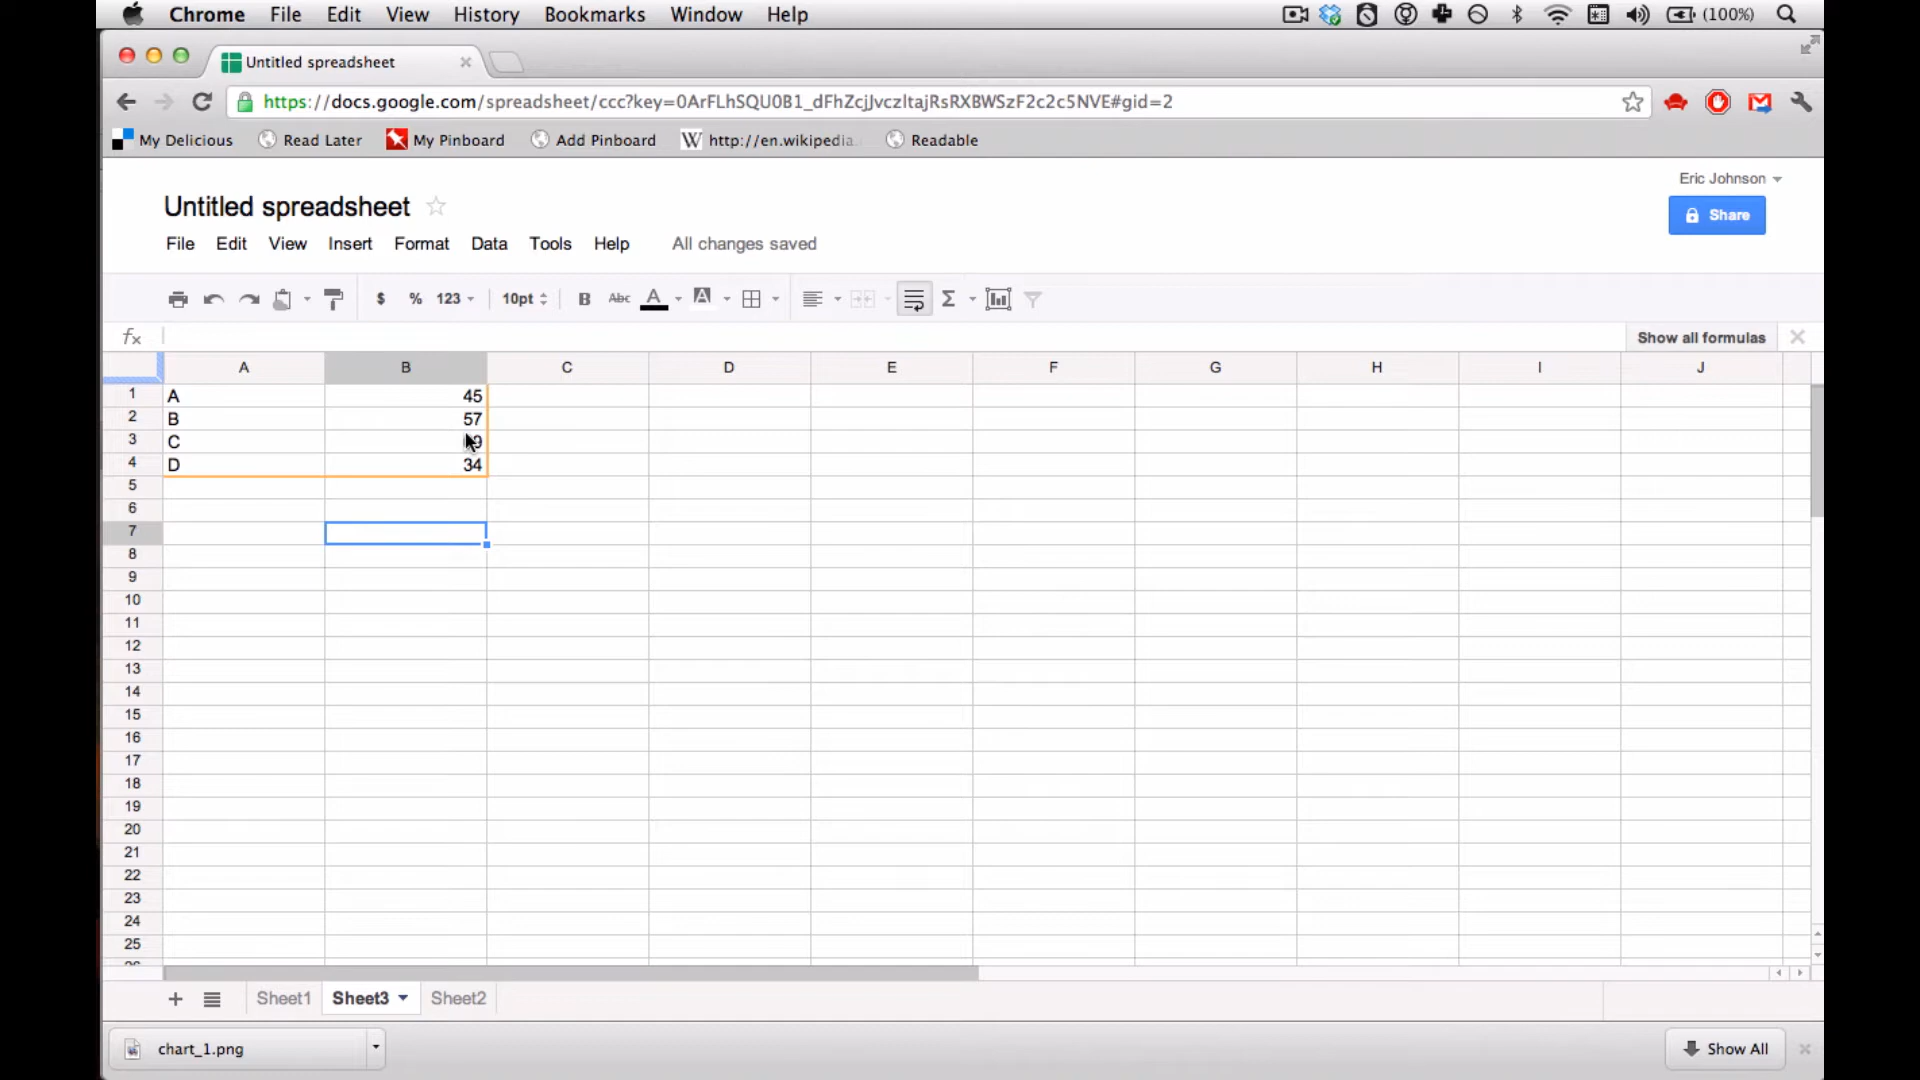 Chrome File Edit View History Bookmarks Window Help (100%)
Untitled spreadsheet
https://docs.google.com/spreadsheet/ccc?key=0ArFLhSQU0B1_dFhZcjJvczltajRsRXBWSzF2c2c5NVE#gid=2
My Delicious Read Later My Pinboard Add Pinboard W http://en.wikipedia. Readable
Eric Johnson
Untitled spreadsheet
Share
File Edit View Insert Format Data Tools Help All changes saved
$ % 123 10pt B Abc A A Σ
fx Show all formulas
A B C D E F G H I J
1 A 45
2 B 57
3 C
4 D 34
5
6
7
8
9
10
11
12
13
14
15
16
17
18
19
20
21
22
23
24
25
+ Sheet1 Sheet3 Sheet2
chart_1.png Show All